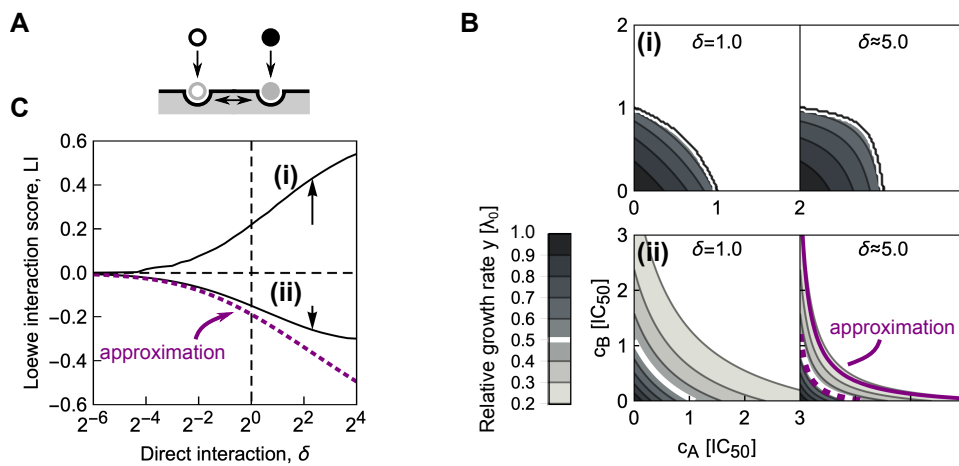 A
B
C
Loewe interaction score, LI
0.6
0.4
0.2
0.0
-0.2
-0.4
-0.6
(i)
(ii)
approximation
2^-6 2^-4 2^-2 2^0 2^2 2^4
Direct interaction, δ
Relative growth rate y [λ₀]
1.0
0.9
0.8
0.7
0.6
0.5
0.4
0.3
0.2
(i) δ=1.0 δ≈5.0
2
1
0
0 1 2
(ii) δ=1.0 δ≈5.0
3
2
1
0
c_B [IC₅₀]
approximation
0 1 2 3
c_A [IC₅₀]